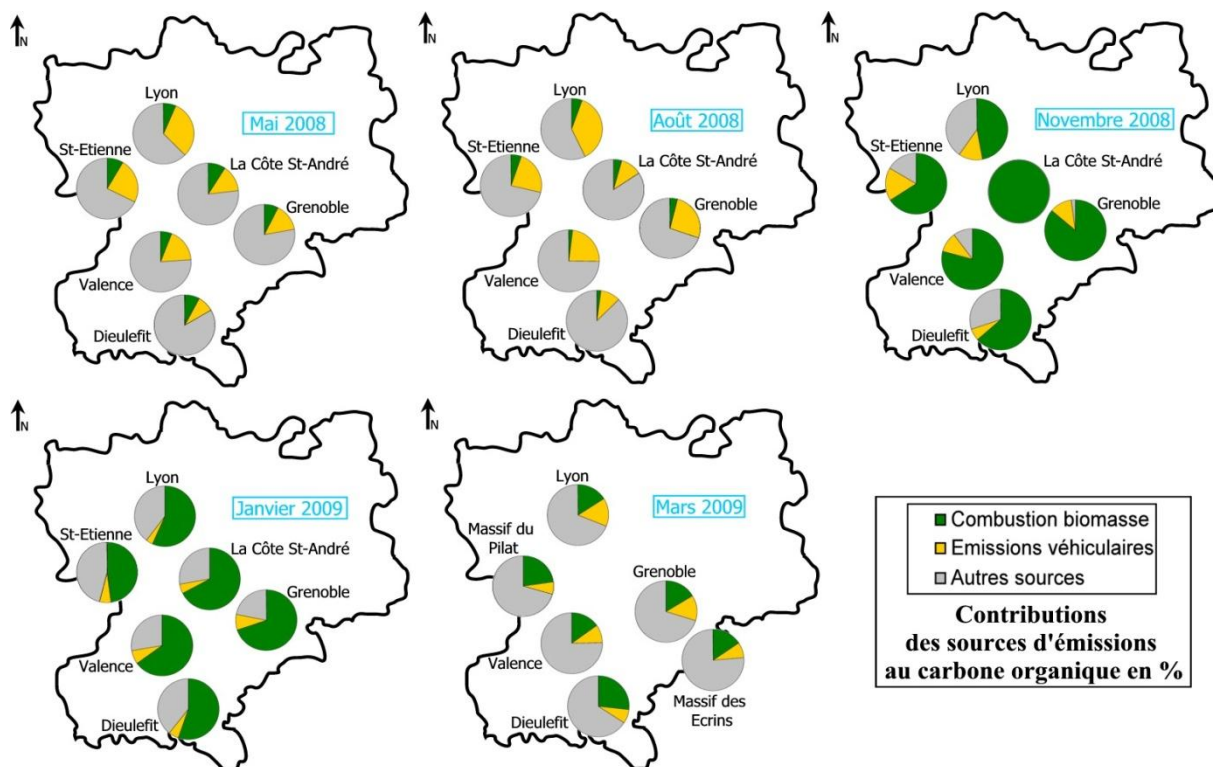 N
Lyon
Mai 2008
St-Etienne
La Côte St-André
Grenoble
Valence
Dieulefit
N
Lyon
Août 2008
St-Etienne
La Côte St-André
Grenoble
Valence
Dieulefit
N
Lyon
Novembre 2008
St-Etienne
La Côte St-André
Grenoble
Valence
Dieulefit
N
Lyon
Janvier 2009
St-Etienne
La Côte St-André
Grenoble
Valence
Dieulefit
N
Lyon
Mars 2009
Massif du
Pilat
Grenoble
Valence
Massif des
Ecrins
Dieulefit
Combustion biomasse
Emissions véhiculaires
Autres sources
Contributions
des sources d'émissions
au carbone organique en %